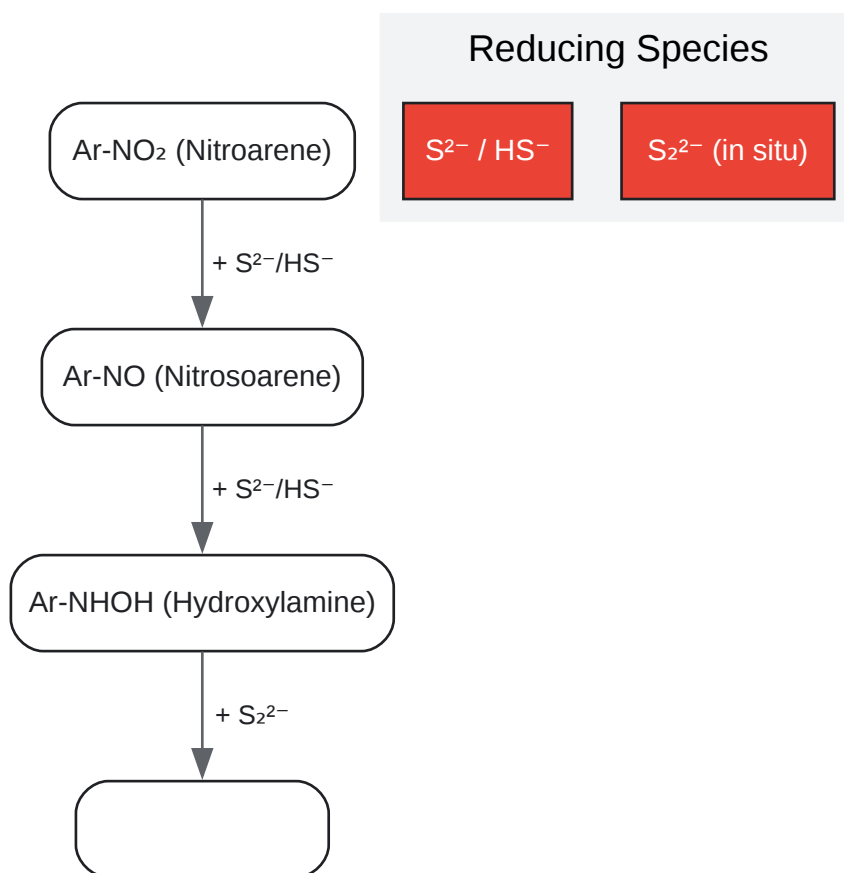 Reducing Species
Ar-NO₂ (Nitroarene)
S²⁻ / HS⁻
S₂²⁻ (in situ)
+ S²⁻/HS⁻
Ar-NO (Nitrosoarene)
+ S²⁻/HS⁻
Ar-NHOH (Hydroxylamine)
+ S₂²⁻